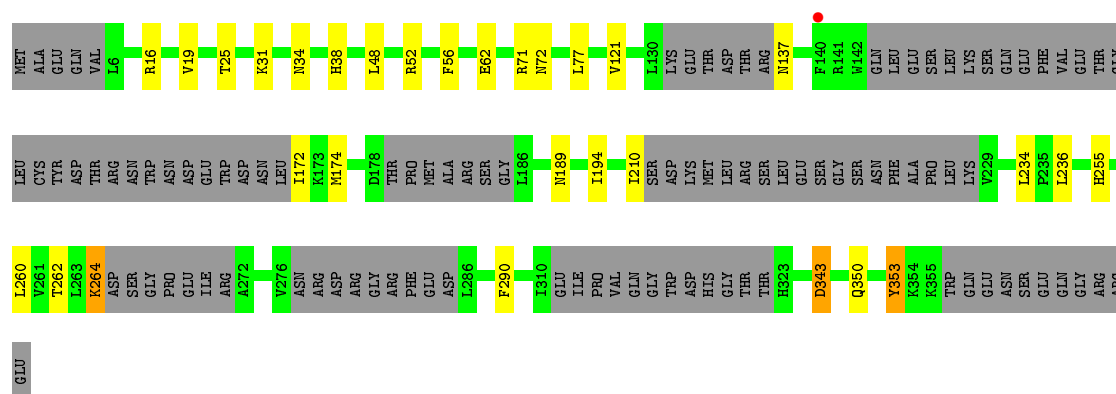 MET ALA GLU GLN VAL L6 R16 V19 T25 K31 N34 H38 L48 R52 F56 E62 R71 N72 L77 V121 L130 LYS GLU THR ASP THR ARG N137 F140 R141 W142 GLN LEU GLU SER LEU LYS SER GLN GLU PHE VAL GLU THR GLY
LEU CYS TYR ASP THR ARG ASN TRP ASN ASP GLU TRP ASP ASN LEU I172 K173 M174 D178 THR PRO MET ALA ARG SER GLY L186 N189 I194 I210 SER ASP LYS MET LEU ARG SER LEU GLU SER GLY SER ASN PHE ALA PRO LEU LYS V229 L234 P235 L236 H255
L260 V261 T262 L263 K264 ASP SER GLY PRO GLU ILE ARG A272 V276 ASN ARG ASP ARG GLY ARG PHE GLU ASP L286 F290 I310 GLU ILE PRO VAL GLN GLY TRP ASP HIS GLY THR THR H323 D343 Q350 Y353 K354 K355 TRP GLN GLU ASN SER GLU GLN GLY ARG ARG
GLU